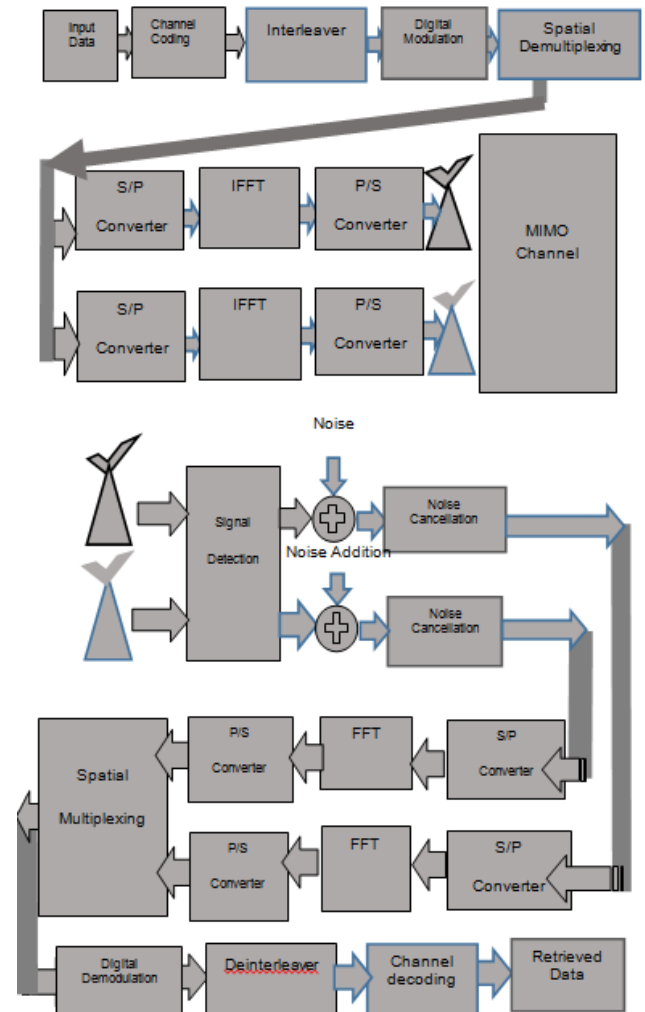 Input
Data
Channel
Coding
Interleaver
Digital
Modulation
Spatial
Demultiplexing
S/P
Converter
IFFT
P/S
Converter
MIMO
Channel
S/P
Converter
IFFT
P/S
Converter
Noise
Signal
Detection
Noise
Cancellation
Noise Addition
Noise
Cancellation
Spatial
Multiplexing
P/S
Converter
FFT
S/P
Converter
P/S
Converter
FFT
S/P
Converter
Digital
Demodulation
Deinterleaver
Channel
decoding
Retrieved
Data